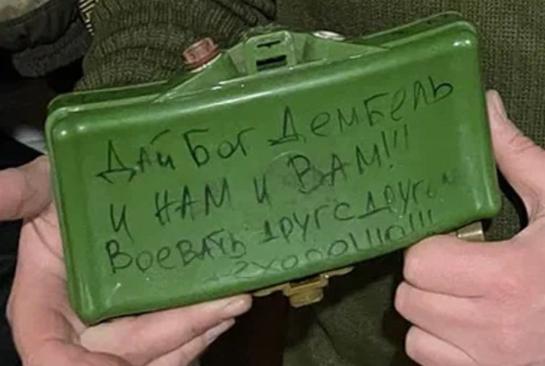 ДАЙ БОГ ДЕМБЕЛЬ
И НАМ И ВАМ!!!
ВОЕВАТЬ ДРУГ С ДРУГОМ